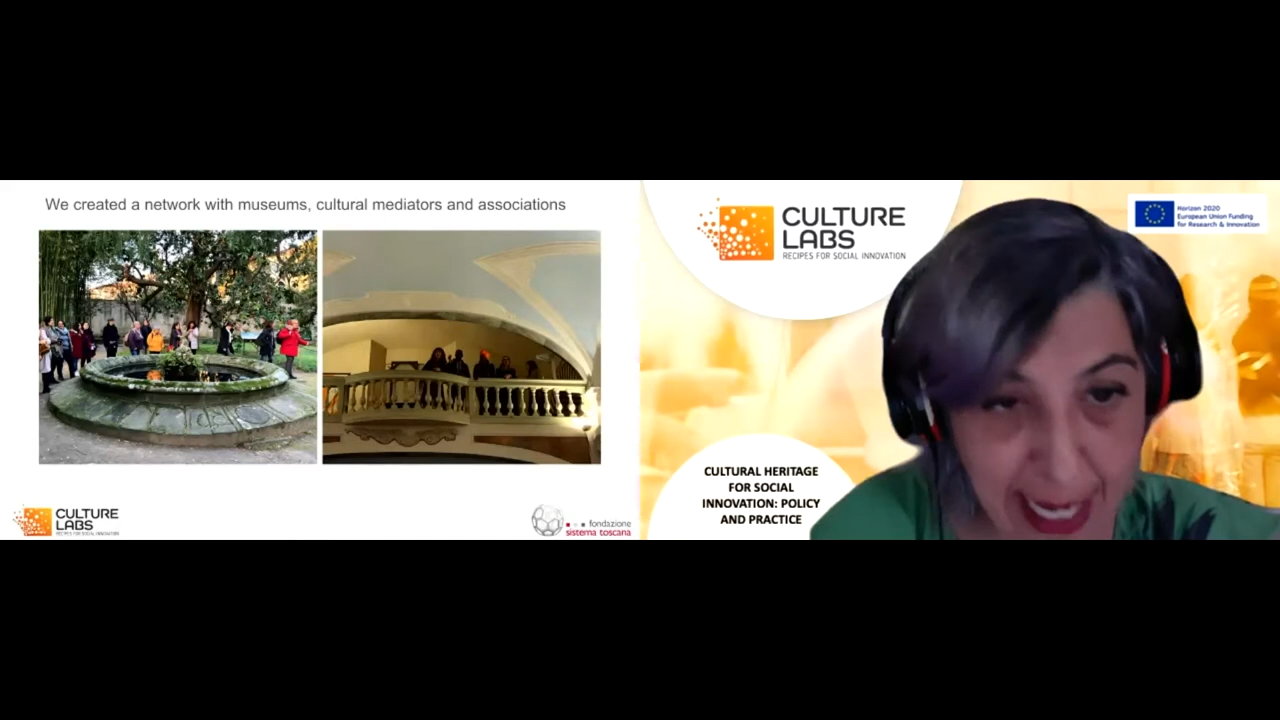 We created a network with museums, cultural mediators and associations
CULTURE
LABS
RECIPES FOR SOCIAL INNOVATION
fondazione
sistema toscana
CULTURE
LABS
RECIPES FOR SOCIAL INNOVATION
Horizon 2020
European Union Funding
for Research & Innovation
CULTURAL HERITAGE
FOR SOCIAL
INNOVATION: POLICY
AND PRACTICE